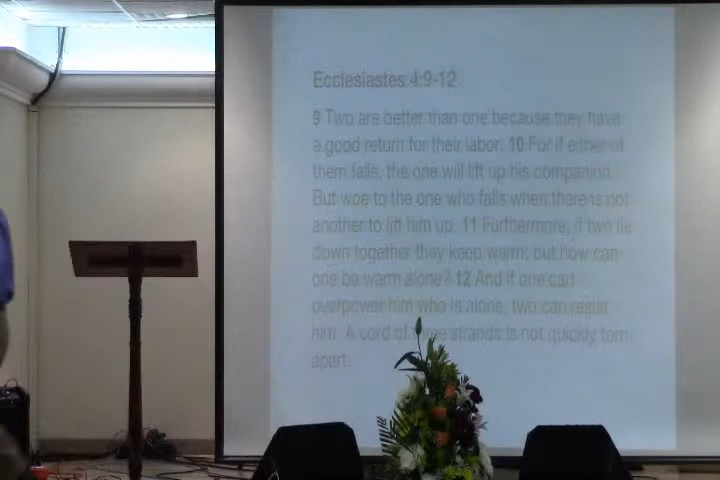 Ecclesiastes 4:9-12
9 Two are better than one because they have
a good return for their labor. 10 For if either of
them falls, the one will lift up his companion.
But woe to the one who falls when there is not
another to lift him up. 11 Furthermore, if two lie
down together they keep warm, but how can
one be warm alone? 12 And if one can
overpower him who is alone, two can resist
him. A cord of three strands is not quickly torn
apart.